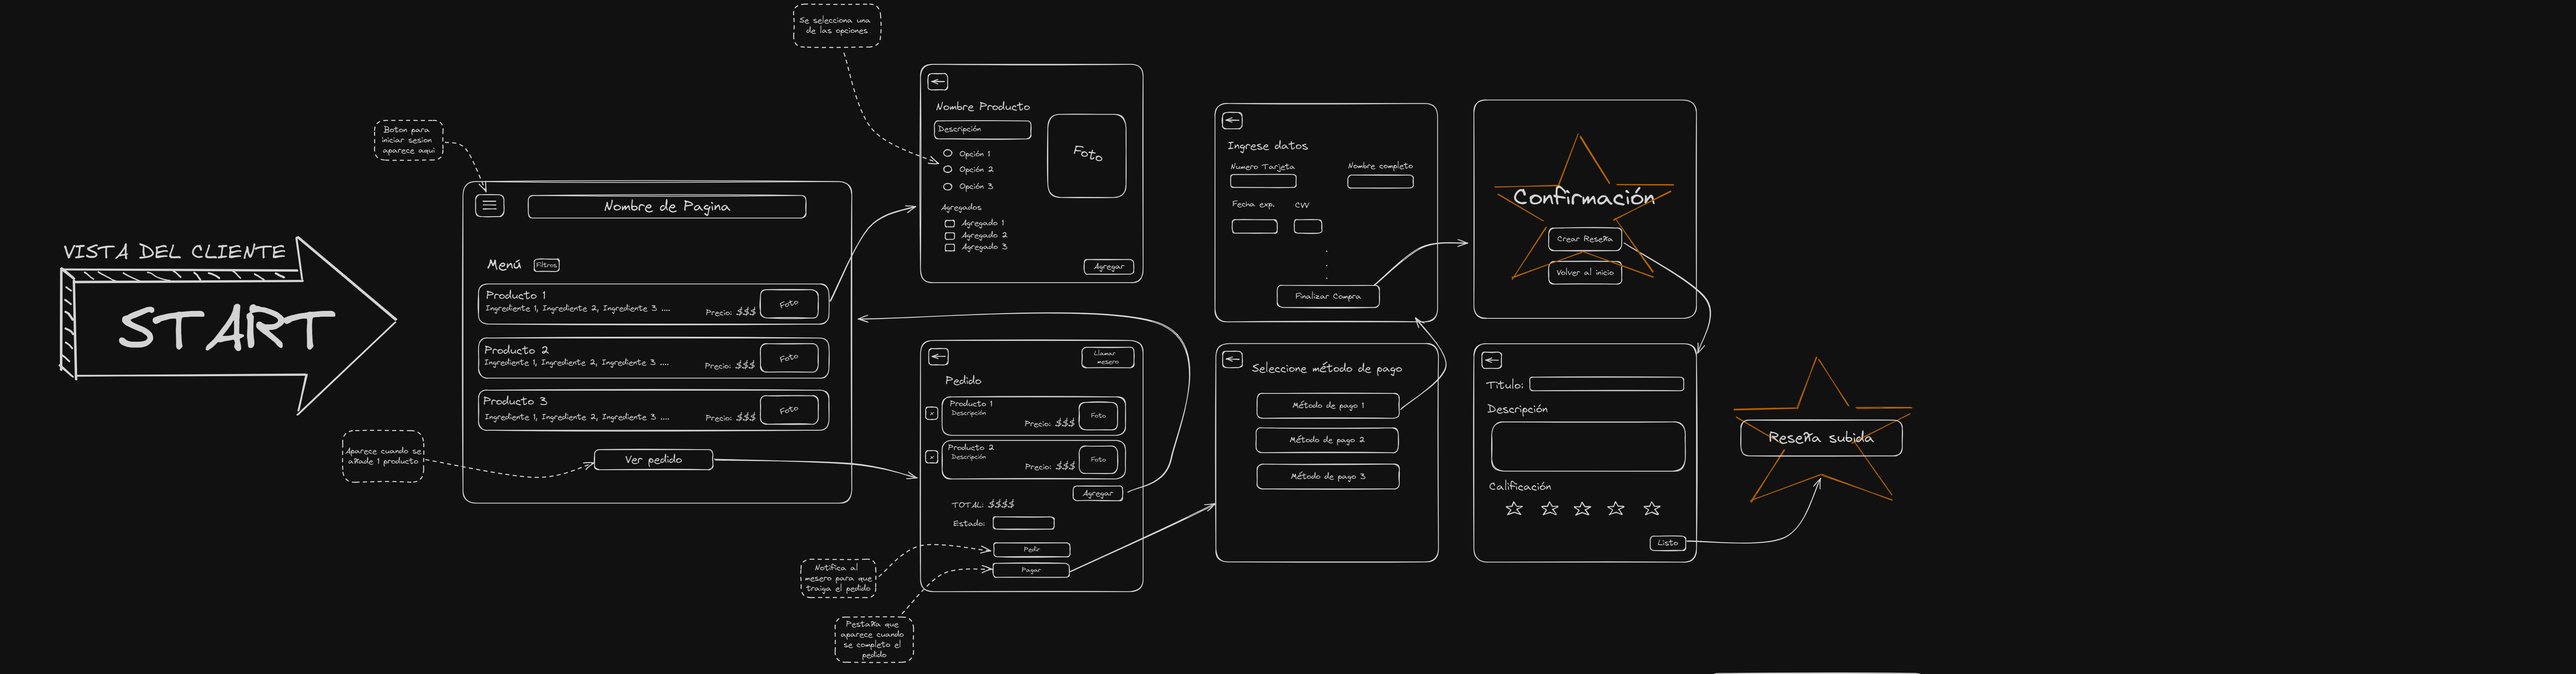 VISTA DEL CLIENTE
START
Boton para
iniciar sesion
aparece aqui
Nombre de Pagina
Menú
Filtros
Producto 1
Ingrediente 1, Ingrediente 2, Ingrediente 3 ....
Precio: $$$
Foto
Producto 2
Ingrediente 1, Ingrediente 2, Ingrediente 3 ....
Precio: $$$
Foto
Producto 3
Ingrediente 1, Ingrediente 2, Ingrediente 3 ....
Precio: $$$
Foto
Ver pedido
Aparece cuando se
añade 1 producto
Se selecciona una
de las opciones
Nombre Producto
Descripción
Opción 1
Opción 2
Opción 3
Foto
Agregados
Agregado 1
Agregado 2
Agregado 3
Agregar
Llamar
mesero
Pedido
x
Producto 1
Descripción
Precio: $$$
Foto
x
Producto 2
Descripción
Precio: $$$
Foto
Agregar
TOTAL: $$$$
Estado:
Pedir
Pagar
Notifica al
mesero para que
traiga el pedido
Pestaña que
aparece cuando
se completo el
pedido
Ingrese datos
Numero Tarjeta
Nombre completo
Fecha exp.
CVV
Finalizar Compra
Seleccione método de pago
Método de pago 1
Método de pago 2
Método de pago 3
Confirmación
Crear Reseña
Volver al inicio
Titulo:
Descripción
Calificación
Listo
Reseña subida